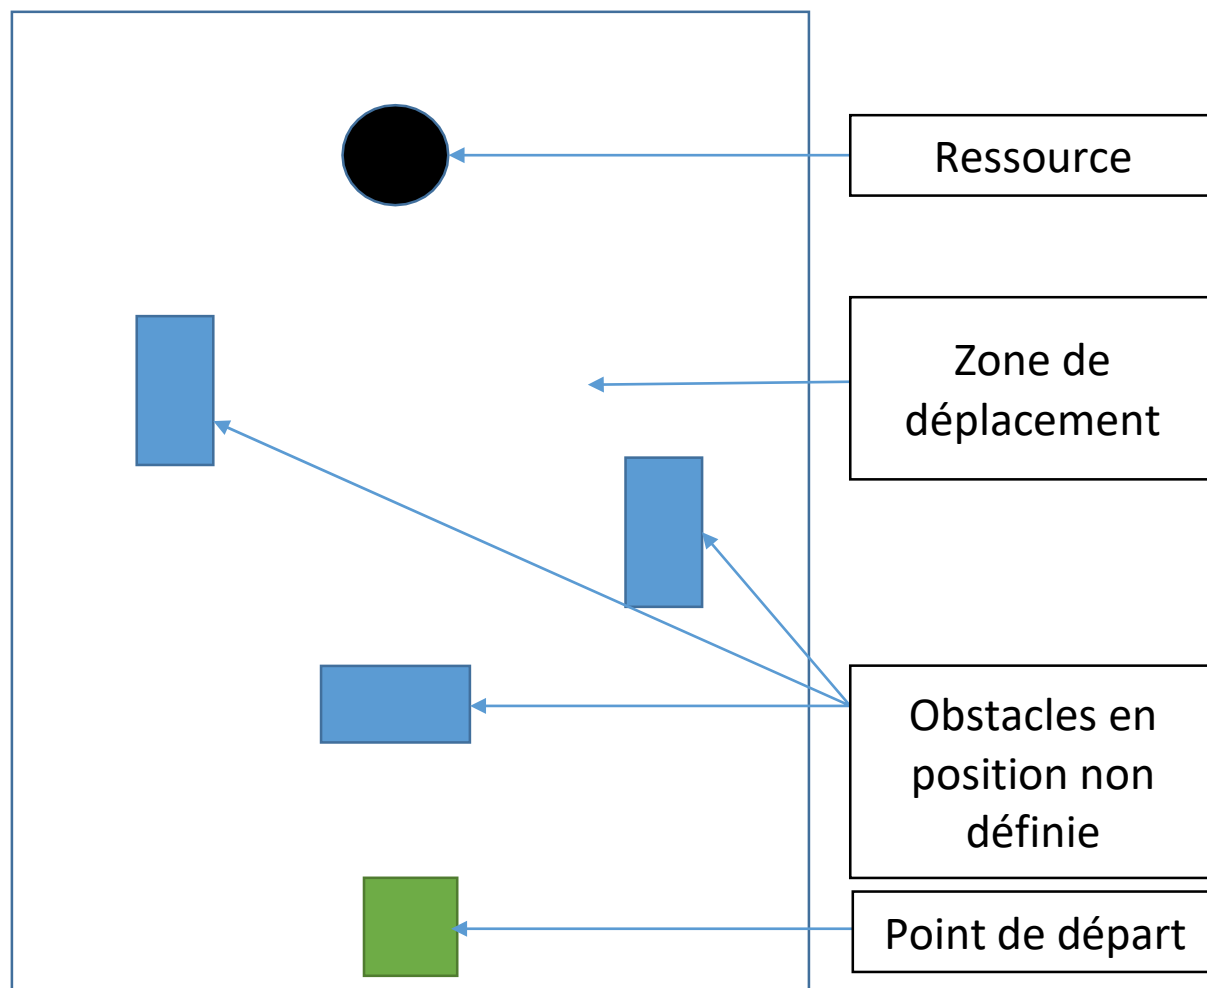 Ressource
Zone de
déplacement
Obstacles en
position non
définie
Point de départ